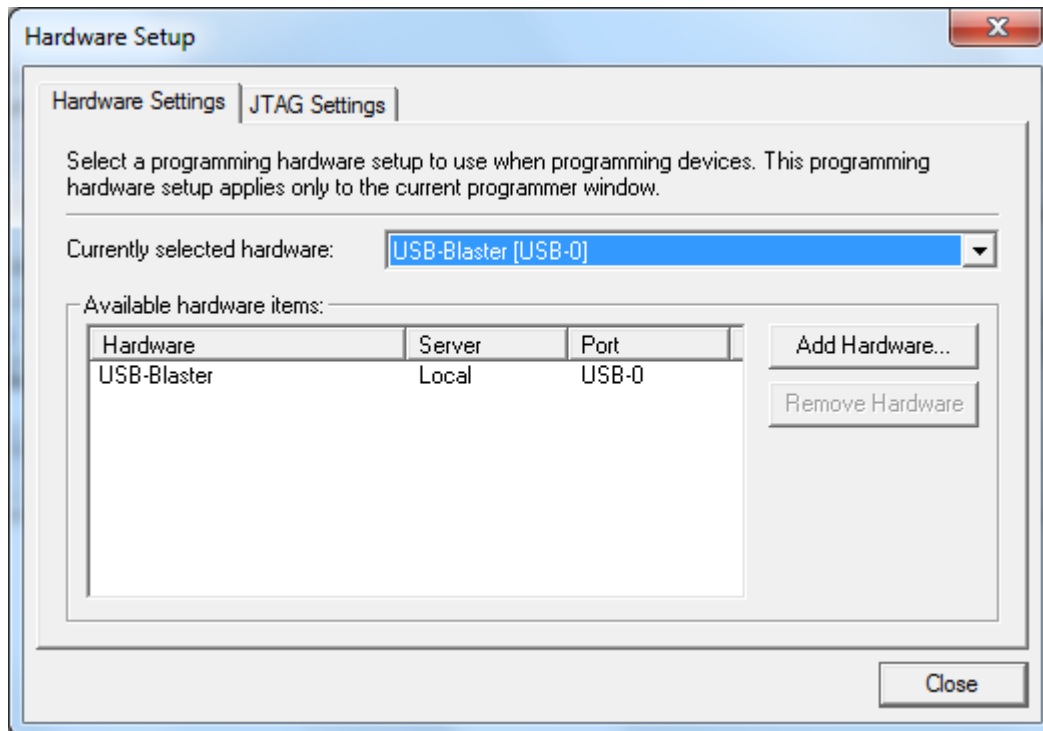 Hardware Setup
Hardware Settings JTAG Settings
Select a programming hardware setup to use when programming devices. This programming
hardware setup applies only to the current programmer window.
Currently selected hardware: USB-Blaster [USB-0]
Available hardware items:
Hardware Server Port
USB-Blaster Local USB-0
Add Hardware...
Remove Hardware
Close